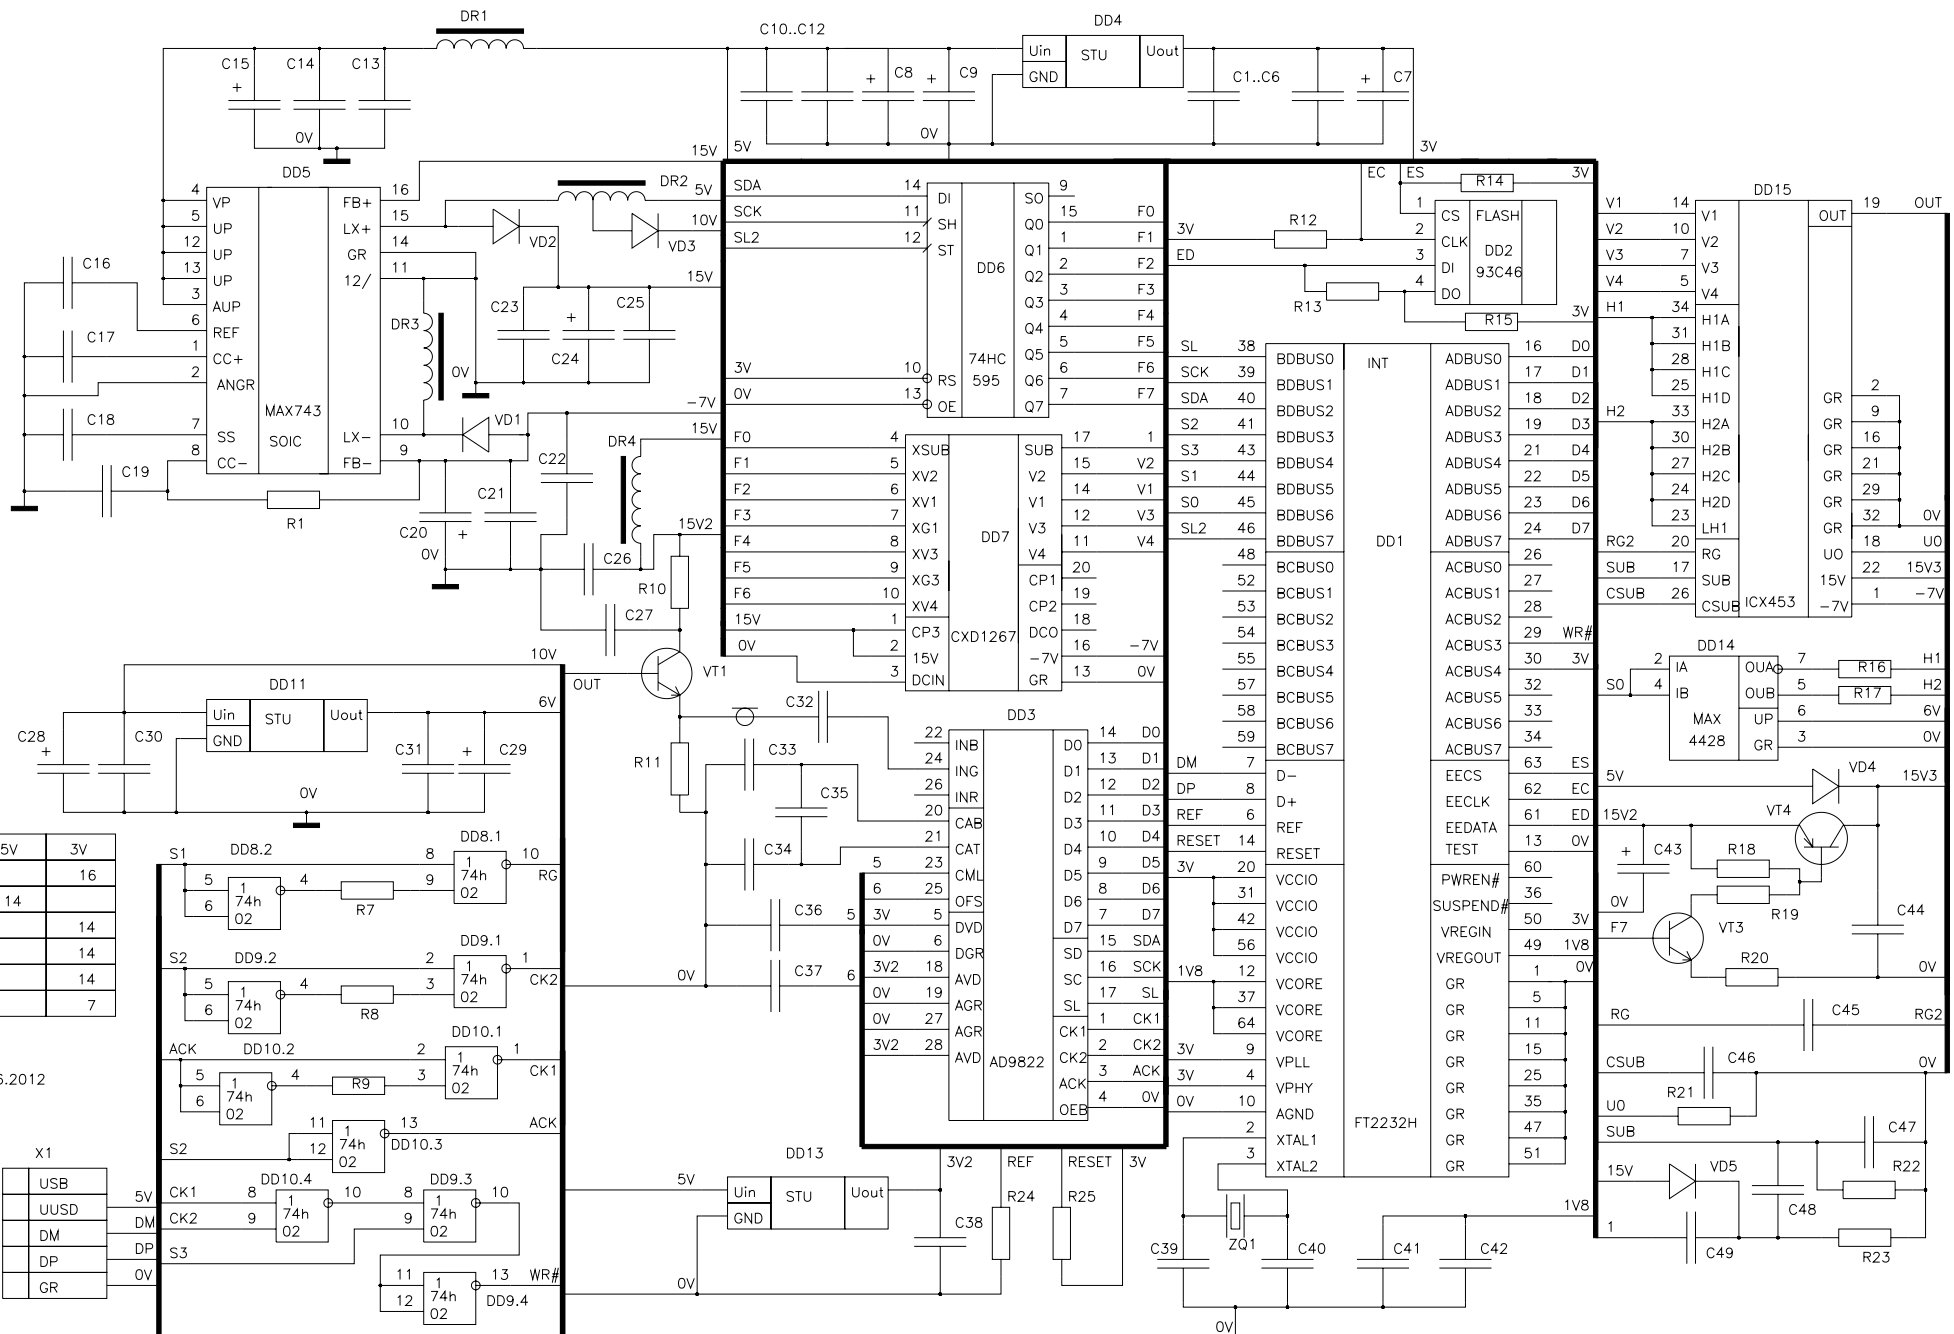 DR1
C10..C12
DD4
C15 C14 C13
C8 C9
Uin STU Uout
GND
C1..C6
C7
+ + + +
0V
0V
15V 5V
3V
DD5
4 VP FB+ 16
5 UP LX+ 15
12 UP GR 14
13 UP 12/ 11
3 AUP
6 REF
1 CC+
2 ANGR
MAX743
SOIC
7 SS LX- 10
8 CC- FB- 9
C16
C17
C18
C19
R1
DR2
5V
10V
VD2 VD3
15V
C23 C25
+
C24
DR3
0V
-7V
VD1
15V
DR4
C22
C21
C20
+
0V
15V2
C26
R10
C27
VT1
SDA 14 DI SO 9
SCK 11 SH Q0 15 F0
SL2 12 ST Q1 1 F1
DD6
Q2 2 F2
Q3 3 F3
Q4 4 F4
74HC
595
Q5 5 F5
3V 10 RS Q6 6 F6
0V 13 OE Q7 7 F7
F0 4 XSUB SUB 17 1
F1 5 XV2 V2 15 V2
F2 6 XV1 V1 14 V1
F3 7 XG1 V3 12 V3
DD7
F4 8 XV3 V4 11 V4
F5 9 XG3 CP1 20
F6 10 XV4 CP2 19
15V 1 CP3 DCO 18
CXD1267
0V 2 15V -7V 16 -7V
3 DCIN GR 13 0V
EC ES
R14
3V
3V
R12
ED
R13
1 CS FLASH
2 CLK
DD2
3 DI 93C46
4 DO
R15
3V
SL 38 BDBUS0 INT ADBUS0 16 D0
SCK 39 BDBUS1 ADBUS1 17 D1
SDA 40 BDBUS2 ADBUS2 18 D2
S2 41 BDBUS3 ADBUS3 19 D3
S3 43 BDBUS4 ADBUS4 21 D4
S1 44 BDBUS5 ADBUS5 22 D5
S0 45 BDBUS6 ADBUS6 23 D6
SL2 46 BDBUS7 DD1 ADBUS7 24 D7
48 BCBUS0 ACBUS0 26
52 BCBUS1 ACBUS1 27
53 BCBUS2 ACBUS2 28
54 BCBUS3 ACBUS3 29 WR#
55 BCBUS4 ACBUS4 30 3V
57 BCBUS5 ACBUS5 32
58 BCBUS6 ACBUS6 33
59 BCBUS7 ACBUS7 34
DM 7 D- EECS 63 ES
DP 8 D+ EECLK 62 EC
REF 6 REF EEDATA 61 ED
RESET 14 RESET TEST 13 0V
3V 20 VCCIO PWREN# 60
31 VCCIO SUSPEND# 36
42 VCCIO VREGIN 50 3V
56 VCCIO VREGOUT 49 1V8
1V8 12 VCORE GR 1 0V
37 VCORE GR 5
64 VCORE GR 11
3V 9 VPLL GR 15
3V 4 VPHY GR 25
0V 10 AGND GR 35
2 XTAL1 FT2232H GR 47
3 XTAL2 GR 51
DD15
V1 14 V1 OUT 19 OUT
V2 10 V2
V3 7 V3
V4 5 V4
H1 34 H1A
31 H1B
28 H1C
25 H1D GR 2
H2 33 H2A GR 9
30 H2B GR 16
27 H2C GR 21
24 H2D GR 29
23 LH1 GR 32 0V
RG2 20 RG UO 18 UO
SUB 17 SUB 15V 22 15V3
CSUB 26 CSUB ICX453 -7V 1 -7V
DD14
2 IA OUA 7 R16 H1
S0 4 IB OUB 5 R17 H2
MAX
4428
UP 6 6V
GR 3 0V
5V VD4 15V3
15V2
VT4
+ C43
R18
R19
0V
F7
VT3
C44
R20
0V
RG C45 RG2
CSUB C46 0V
R21
UO
SUB
C47
15V VD5
R22
C48
1
C49
R23
10V
OUT
DD11
Uin STU Uout
GND
6V
C28 + C30
C31 + C29
0V
R11
C32
C33
C35
C34
C36
C37
0V
DD3
22 INB D0 14 D0
24 ING D1 13 D1
26 INR D2 12 D2
20 CAB D3 11 D3
21 CAT D4 10 D4
5 23 CML D5 9 D5
6 25 OFS D6 8 D6
5 3V 5 DVD D7 7 D7
0V 6 DGR SD 15 SDA
6 3V2 18 AVD SC 16 SCK
0V 19 AGR SL 17 SL
0V 27 AGR CK1 1 CK1
3V2 28 AVD CK2 2 CK2
AD9822
ACK 3 ACK
OEB 4 0V
5V 3V
16
14
14
14
14
7
6.2012
S1 DD8.2 DD8.1
5 6 1 74h 02 4 R7 8 9 1 74h 02 10 RG
S2 DD9.2 DD9.1
5 6 1 74h 02 4 R8 2 3 1 74h 02 1 CK2
ACK DD10.2 DD10.1
5 6 1 74h 02 4 R9 2 3 1 74h 02 1 CK1
S2 11 12 1 74h 02 13 DD10.3 ACK
X1
USB
UUSD 5V
DM DM
DP DP
GR 0V
CK1 CK2 DD10.4 8 9 1 74h 02 10
DD9.3 8 9 1 74h 02 10
S3
11 12 1 74h 02 13 WR#
DD9.4
5V
DD13
Uin STU Uout
GND
0V
3V2 REF RESET 3V
C38
R24 R25
C39
ZQ1
C40
C41 C42
1V8
0V